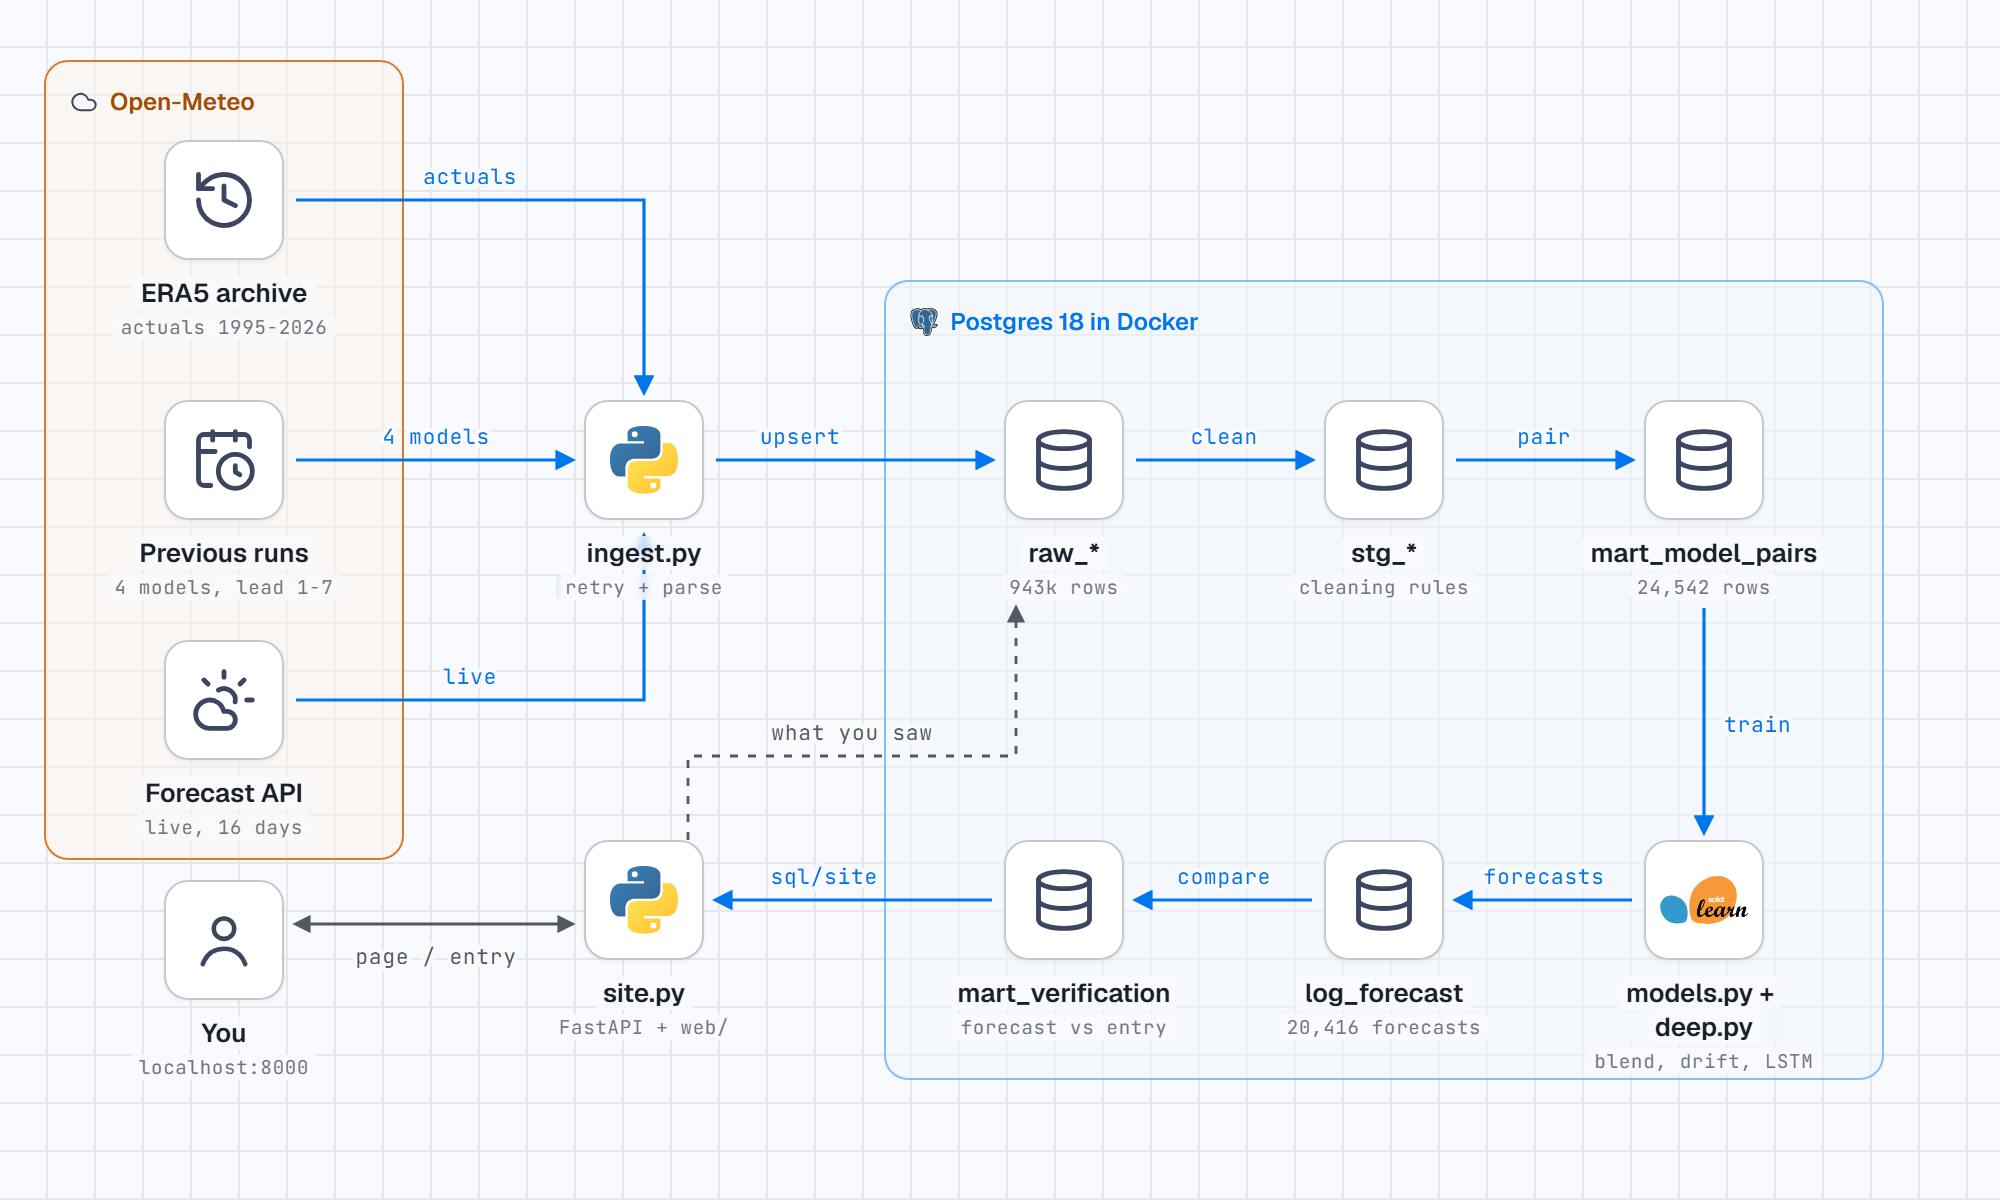 Open-Meteo
actuals
ERA5 archive
actuals 1995-2026
Postgres 18 in Docker
4 models
upsert
clean
pair
Previous runs
4 models, lead 1-7
ingest.py
retry + parse
raw_*
943k rows
stg_*
cleaning rules
mart_model_pairs
24,542 rows
live
what you saw
train
Forecast API
live, 16 days
sql/site
compare
forecasts
scikit
learn
page / entry
You
localhost:8000
site.py
FastAPI + web/
mart_verification
forecast vs entry
log_forecast
20,416 forecasts
models.py +
deep.py
blend, drift, LSTM